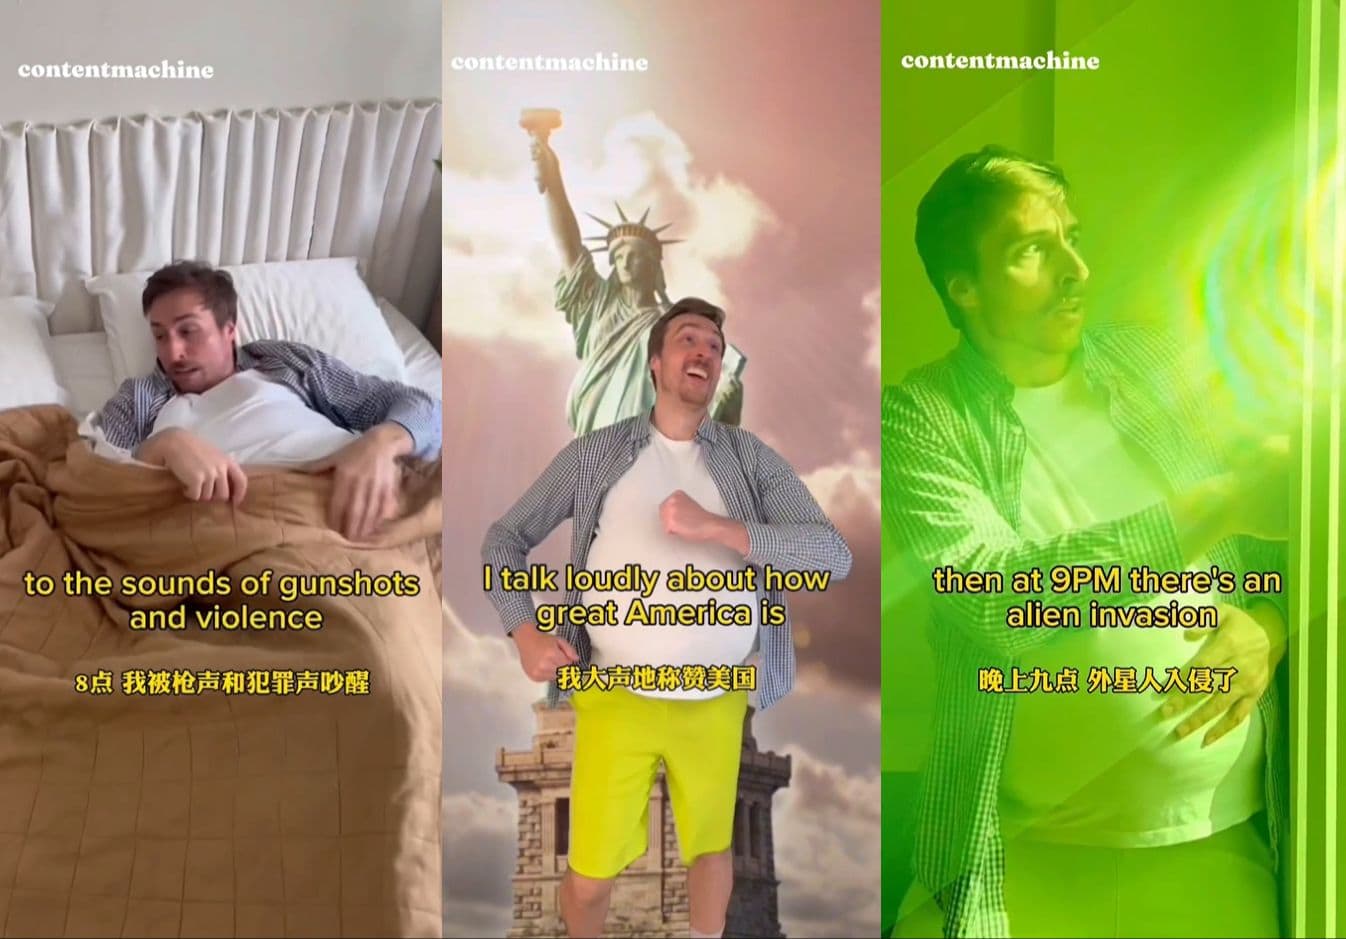 contentmachine
to the sounds of gunshots
and violence
8点 我被枪声和犯罪声吵醒
contentmachine
I talk loudly about how
great America is
我大声地称赞美国
contentmachine
then at 9PM there's an
alien invasion
晚上九点 外星人入侵了